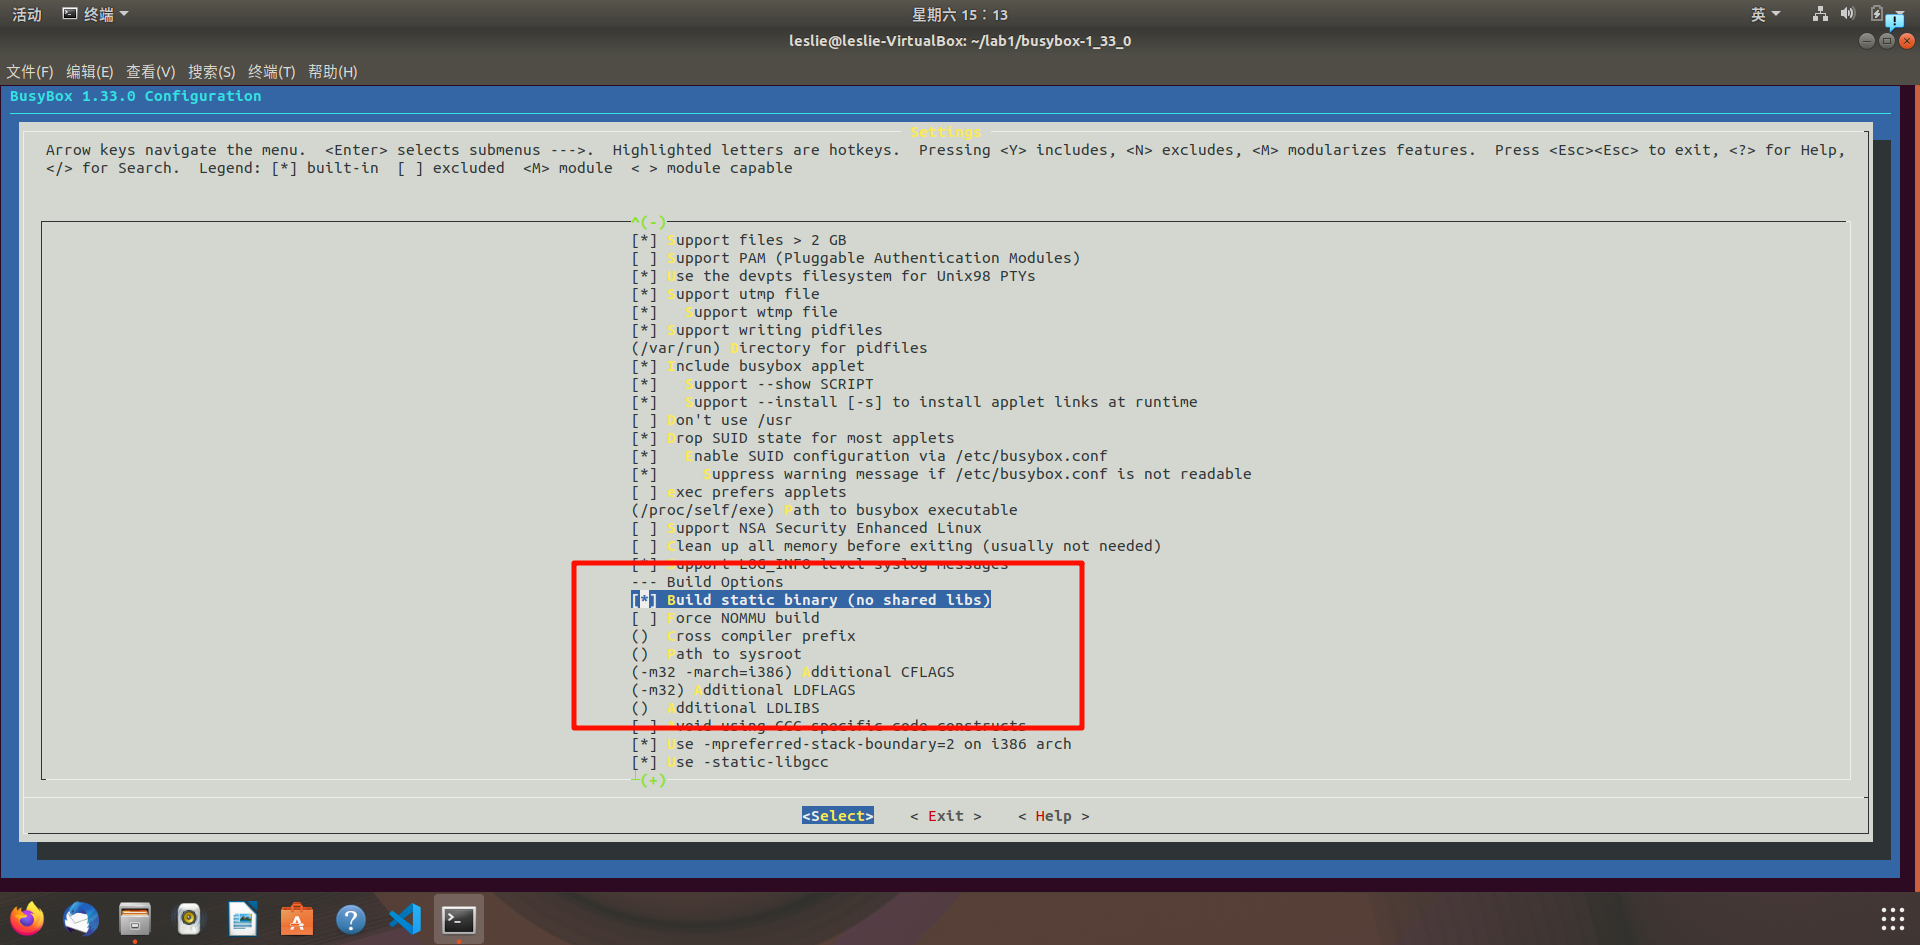 活动 终端 星期六 15：13 英
leslie@leslie-VirtualBox: ~/lab1/busybox-1_33_0
文件(F) 编辑(E) 查看(V) 搜索(S) 终端(T) 帮助(H)
BusyBox 1.33.0 Configuration
Settings
Arrow keys navigate the menu.  <Enter> selects submenus --->.  Highlighted letters are hotkeys.  Pressing <Y> includes, <N> excludes, <M> modularizes features.  Press <Esc><Esc> to exit, <?> for Help,
</> for Search.  Legend: [*] built-in  [ ] excluded  <M> module  < > module capable
^(-)
[*] Support files > 2 GB
[ ] Support PAM (Pluggable Authentication Modules)
[*] Use the devpts filesystem for Unix98 PTYs
[*] Support utmp file
[*]   Support wtmp file
[*] Support writing pidfiles
(/var/run) Directory for pidfiles
[*] Include busybox applet
[*]   Support --show SCRIPT
[*]   Support --install [-s] to install applet links at runtime
[ ] Don't use /usr
[*] Drop SUID state for most applets
[*]   Enable SUID configuration via /etc/busybox.conf
[*]     Suppress warning message if /etc/busybox.conf is not readable
[ ] exec prefers applets
(/proc/self/exe) Path to busybox executable
[ ] Support NSA Security Enhanced Linux
[ ] Clean up all memory before exiting (usually not needed)
[*] Support LOG_INFO level syslog messages
--- Build Options
[*] Build static binary (no shared libs)
[ ] Force NOMMU build
()  Cross compiler prefix
()  Path to sysroot
(-m32 -march=i386) Additional CFLAGS
(-m32) Additional LDFLAGS
()  Additional LDLIBS
[ ] Avoid using GCC-specific code constructs
[*] Use -mpreferred-stack-boundary=2 on i386 arch
[*] Use -static-libgcc
(+)
<Select>    < Exit >    < Help >